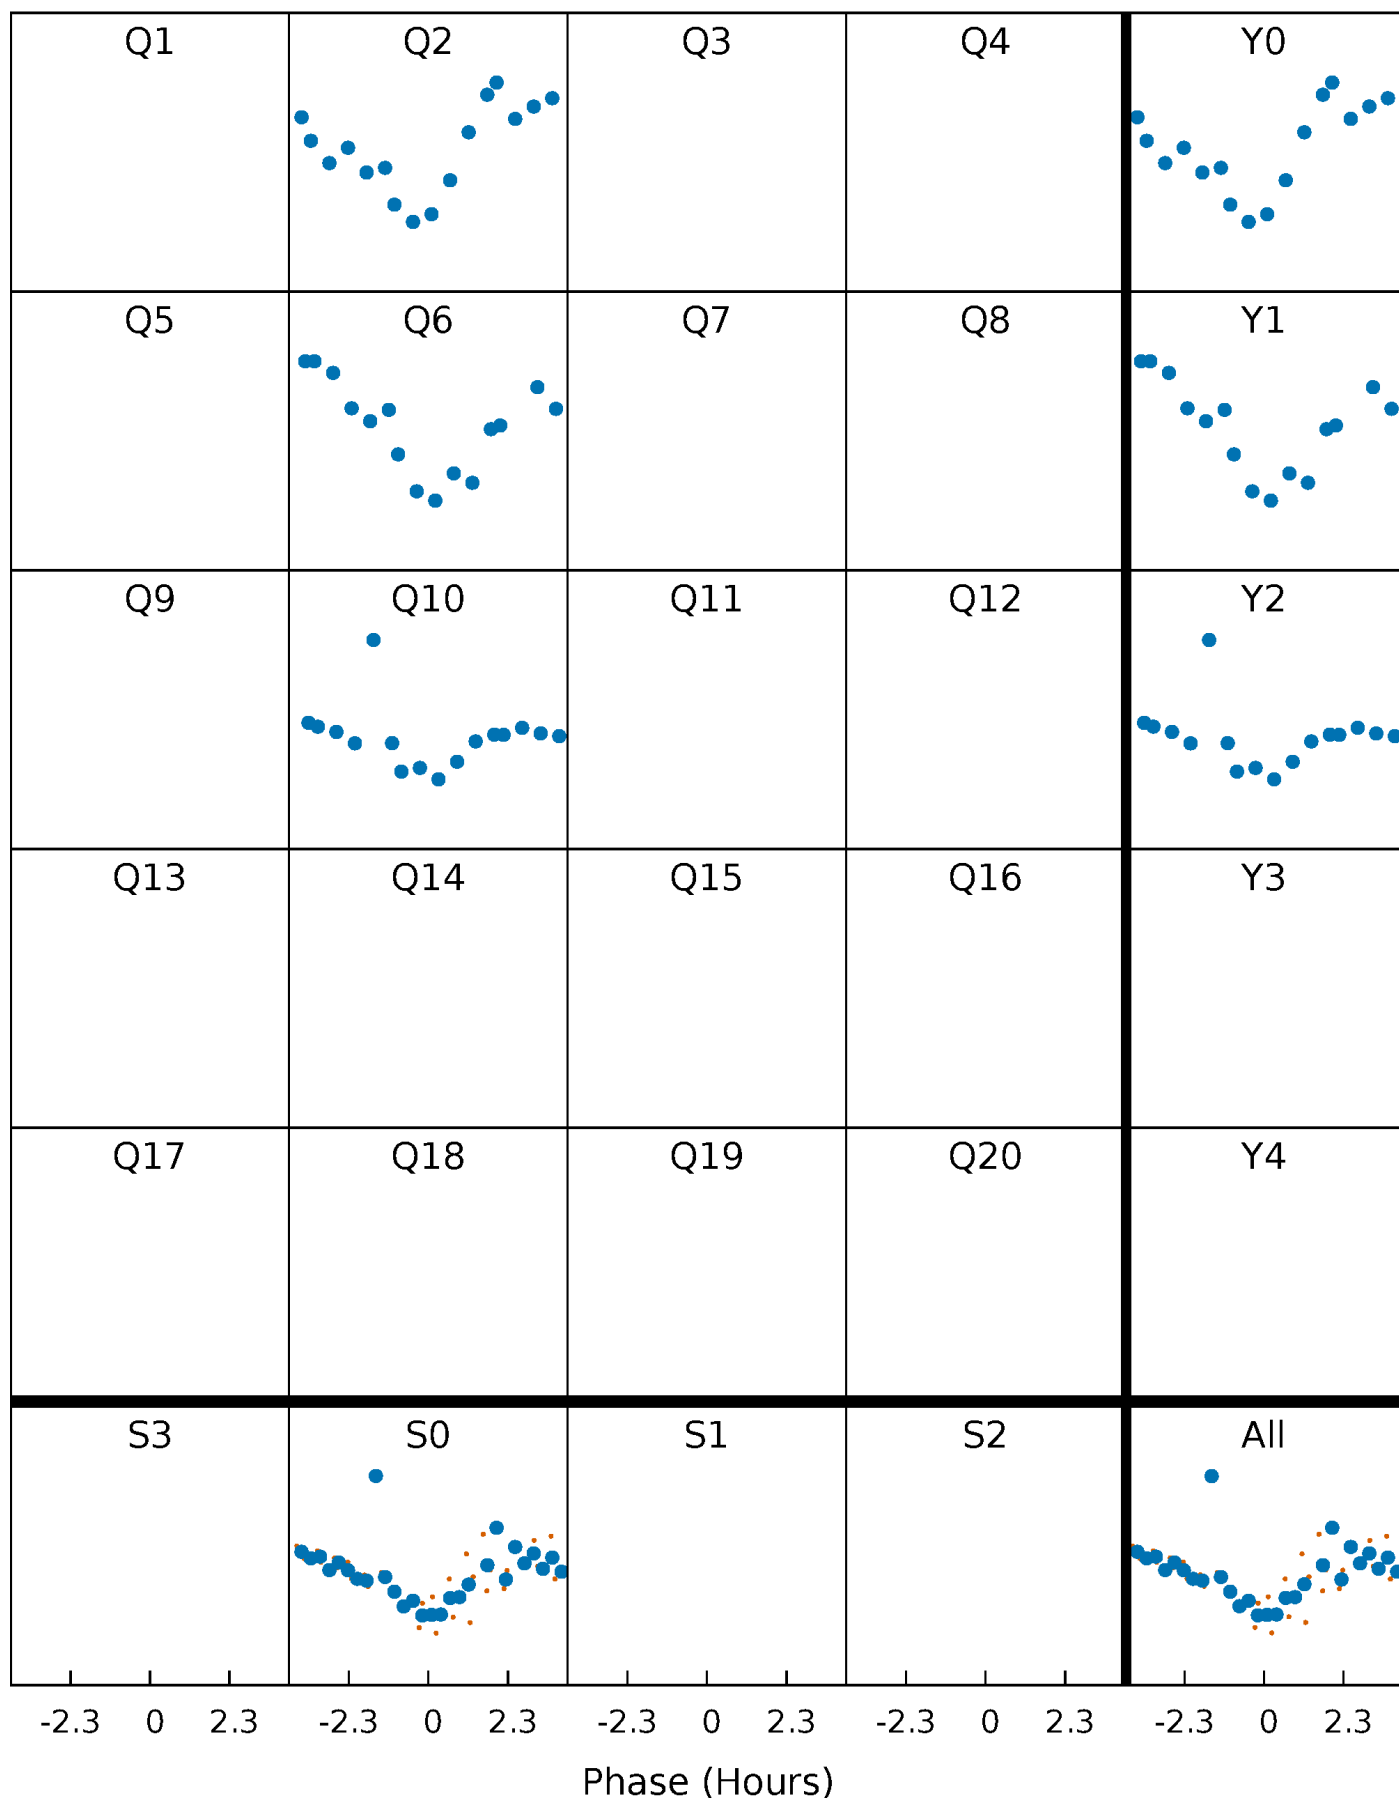 Q1 Q2 Q3 Q4 Y0
Q5 Q6 Q7 Q8 Y1
Q9 Q10 Q11 Q12 Y2
Q13 Q14 Q15 Q16 Y3
Q17 Q18 Q19 Q20 Y4
S3 S0 S1 S2 All
-2.3 0 2.3 -2.3 0 2.3 -2.3 0 2.3 -2.3 0 2.3 -2.3 0 2.3
Phase (Hours)